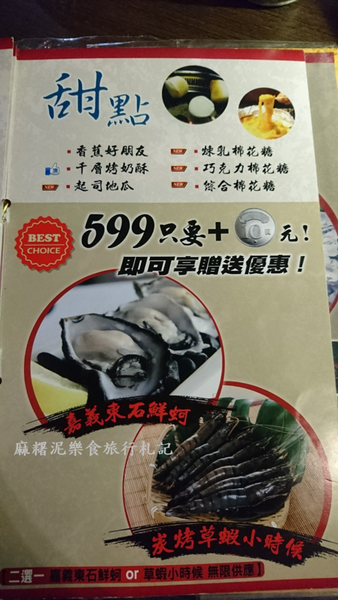 甜點
香蕉好朋友
千層烤奶酥
NEW 起司地瓜
NEW 煉乳棉花糖
NEW 巧克力棉花糖
NEW 綜合棉花糖
BEST CHOICE
599只要+10元!
即可享贈送優惠!
嘉義東石鮮蚵
麻糬泥樂食旅行札記
炭烤草蝦小時候
二選一 嘉義東石鮮蚵 or 草蝦小時候 無限供應】